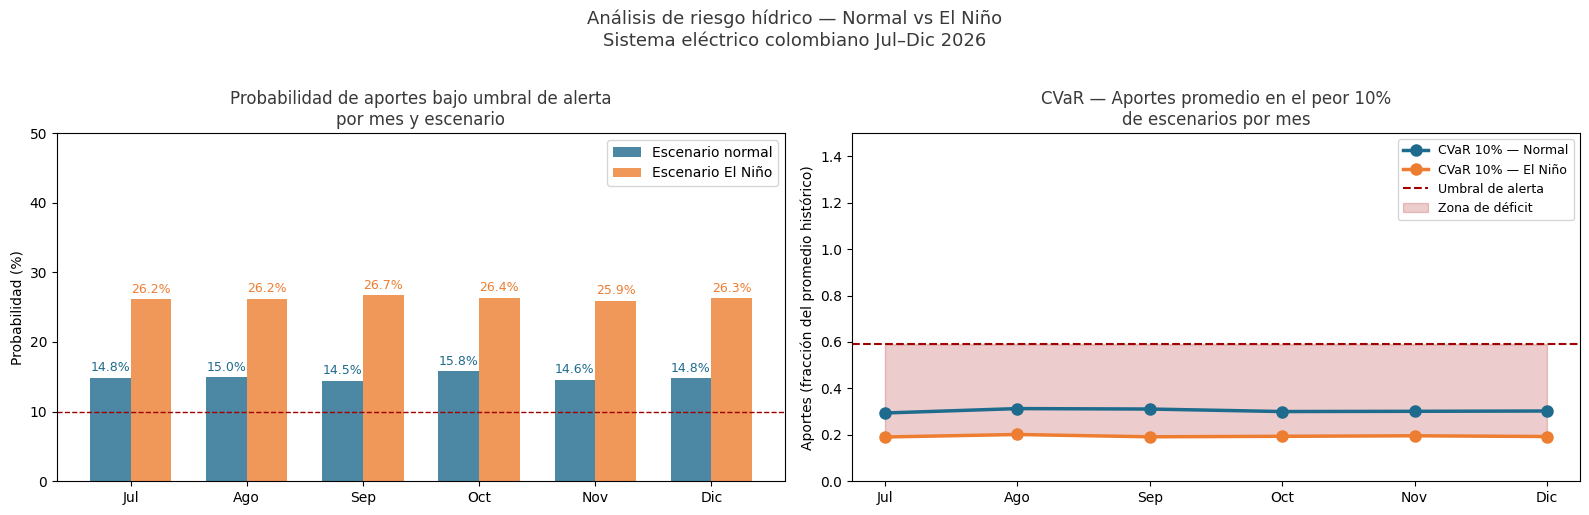 Análisis de riesgo hídrico — Normal vs El Niño
Sistema eléctrico colombiano Jul–Dic 2026
Probabilidad de aportes bajo umbral de alerta
por mes y escenario
Probabilidad (%)
50
40
30
20
10
0
Escenario normal
Escenario El Niño
14.8%
26.2%
15.0%
26.2%
14.5%
26.7%
15.8%
26.4%
14.6%
25.9%
14.8%
26.3%
Jul
Ago
Sep
Oct
Nov
Dic
CVaR — Aportes promedio en el peor 10%
de escenarios por mes
Aportes (fracción del promedio histórico)
1.4
1.2
1.0
0.8
0.6
0.4
0.2
0.0
CVaR 10% — Normal
CVaR 10% — El Niño
Umbral de alerta
Zona de déficit
Jul
Ago
Sep
Oct
Nov
Dic